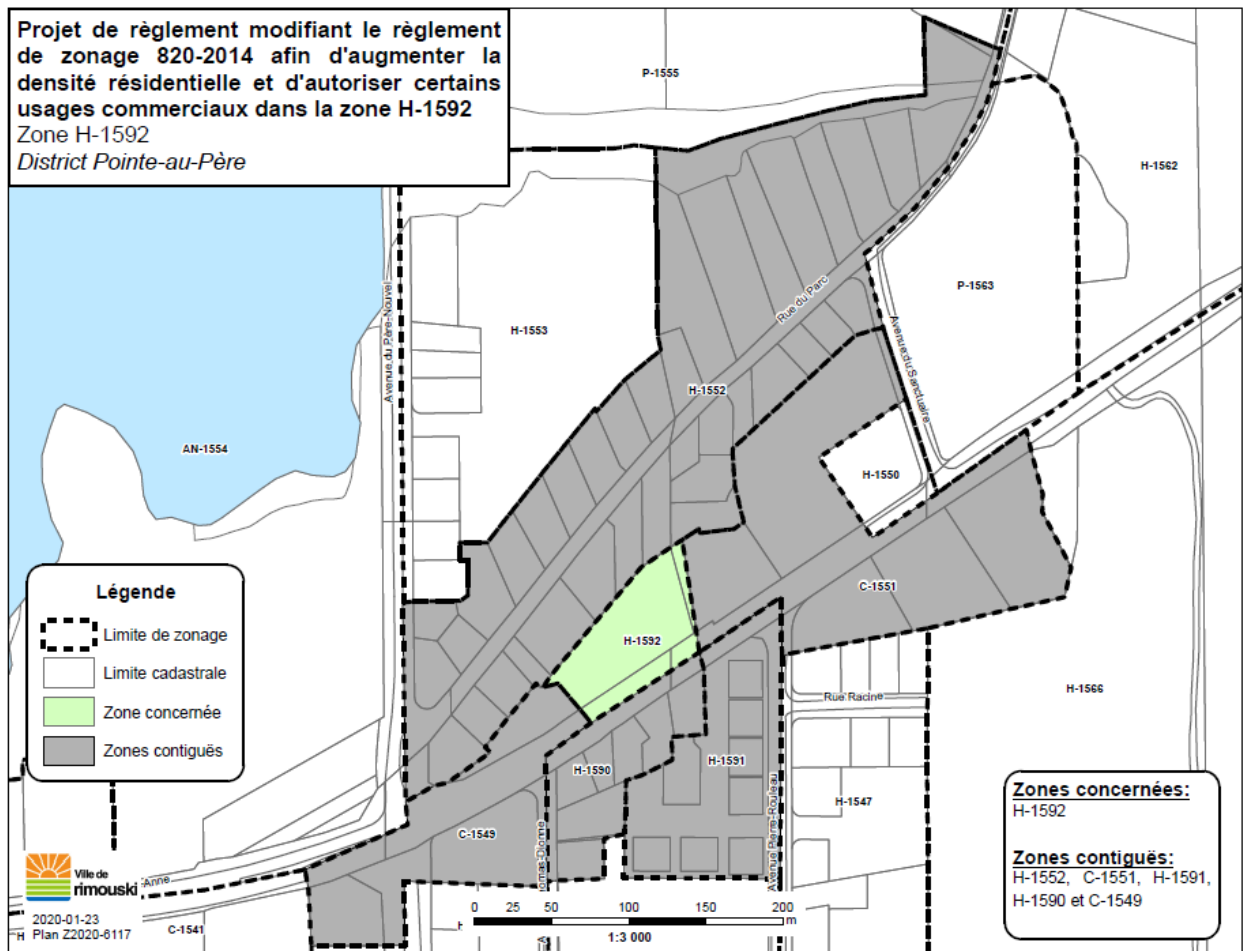 Projet de règlement modifiant le règlement
de zonage 820-2014 afin d'augmenter la
densité résidentielle et d'autoriser certains
usages commerciaux dans la zone H-1592
Zone H-1592
District Pointe-au-Père
P-1555
H-1562
P-1563
H-1553
Avenue du Père-Nouvel
Rue du Parc
Avenue du Sanctuaire
H-1552
AN-1554
H-1550
C-1551
H-1592
H-1566
Rue Racine
H-1591
H-1590
H-1547
C-1549
Avenue Pierre-Rouleau
omas-Dionne
Anne
C-1541
H
H
A
Légende
Limite de zonage
Limite cadastrale
Zone concernée
Zones contiguës
Zones concernées:
H-1592
Zones contiguës:
H-1552, C-1551, H-1591,
H-1590 et C-1549
Ville de
rimouski
2020-01-23
Plan Z2020-6117
0 25 50 100 150 200
m
1:3 000